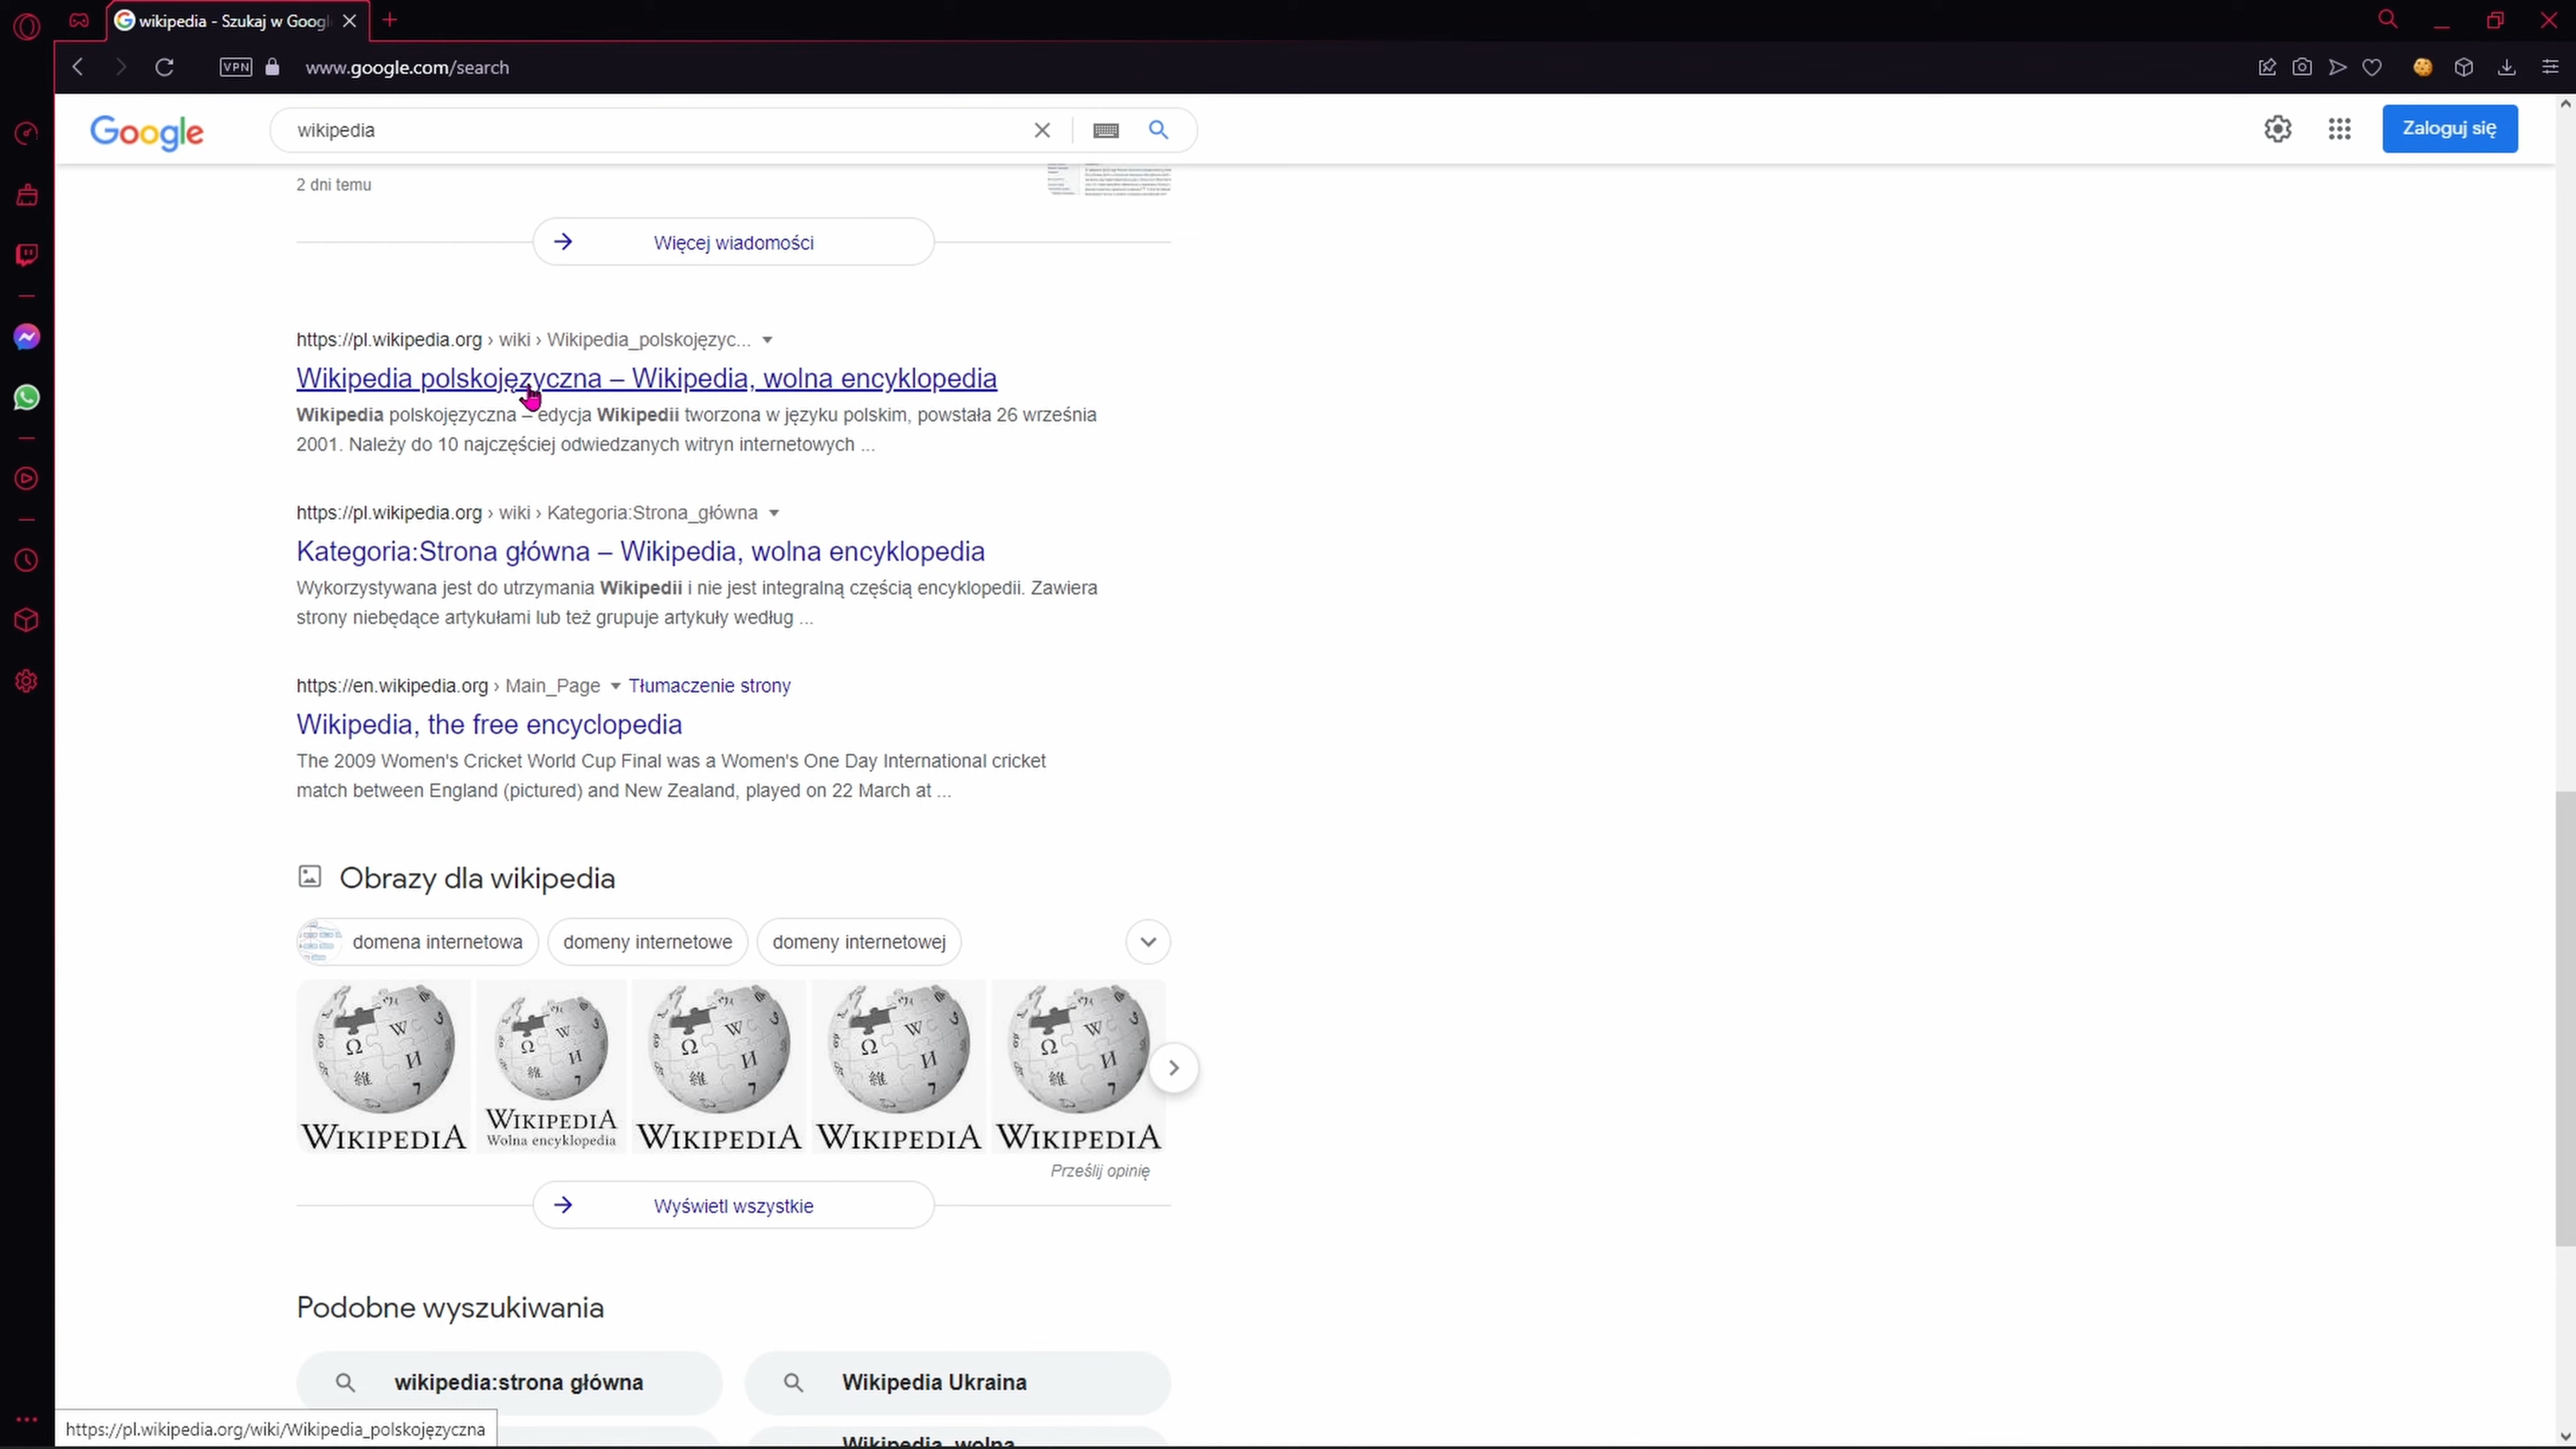 wikipedia - Szukaj w Googl
VPN
www.google.com/search
Google
wikipedia
Zaloguj się
2 dni temu
Więcej wiadomości
https://pl.wikipedia.org › wiki › Wikipedia_polskojęzyc...
Wikipedia polskojęzyczna – Wikipedia, wolna encyklopedia
Wikipedia polskojęzyczna – edycja Wikipedii tworzona w języku polskim, powstała 26 września
2001. Należy do 10 najczęściej odwiedzanych witryn internetowych ...
https://pl.wikipedia.org › wiki › Kategoria:Strona_główna
Kategoria:Strona główna – Wikipedia, wolna encyklopedia
Wykorzystywana jest do utrzymania Wikipedii i nie jest integralną częścią encyklopedii. Zawiera
strony niebędące artykułami lub też grupuje artykuły według ...
https://en.wikipedia.org › Main_Page Tłumaczenie strony
Wikipedia, the free encyclopedia
The 2009 Women's Cricket World Cup Final was a Women's One Day International cricket
match between England (pictured) and New Zealand, played on 22 March at ...
Obrazy dla wikipedia
domena internetowa domeny internetowe domeny internetowej
WIKIPEDIA
WIKIPEDIA
Wolna encyklopedia
WIKIPEDIA
WIKIPEDIA
WIKIPEDIA
Prześlij opinię
Wyświetl wszystkie
Podobne wyszukiwania
wikipedia:strona główna
Wikipedia Ukraina
Wikipedia, wolna
https://pl.wikipedia.org/wiki/Wikipedia_polskojęzyczna